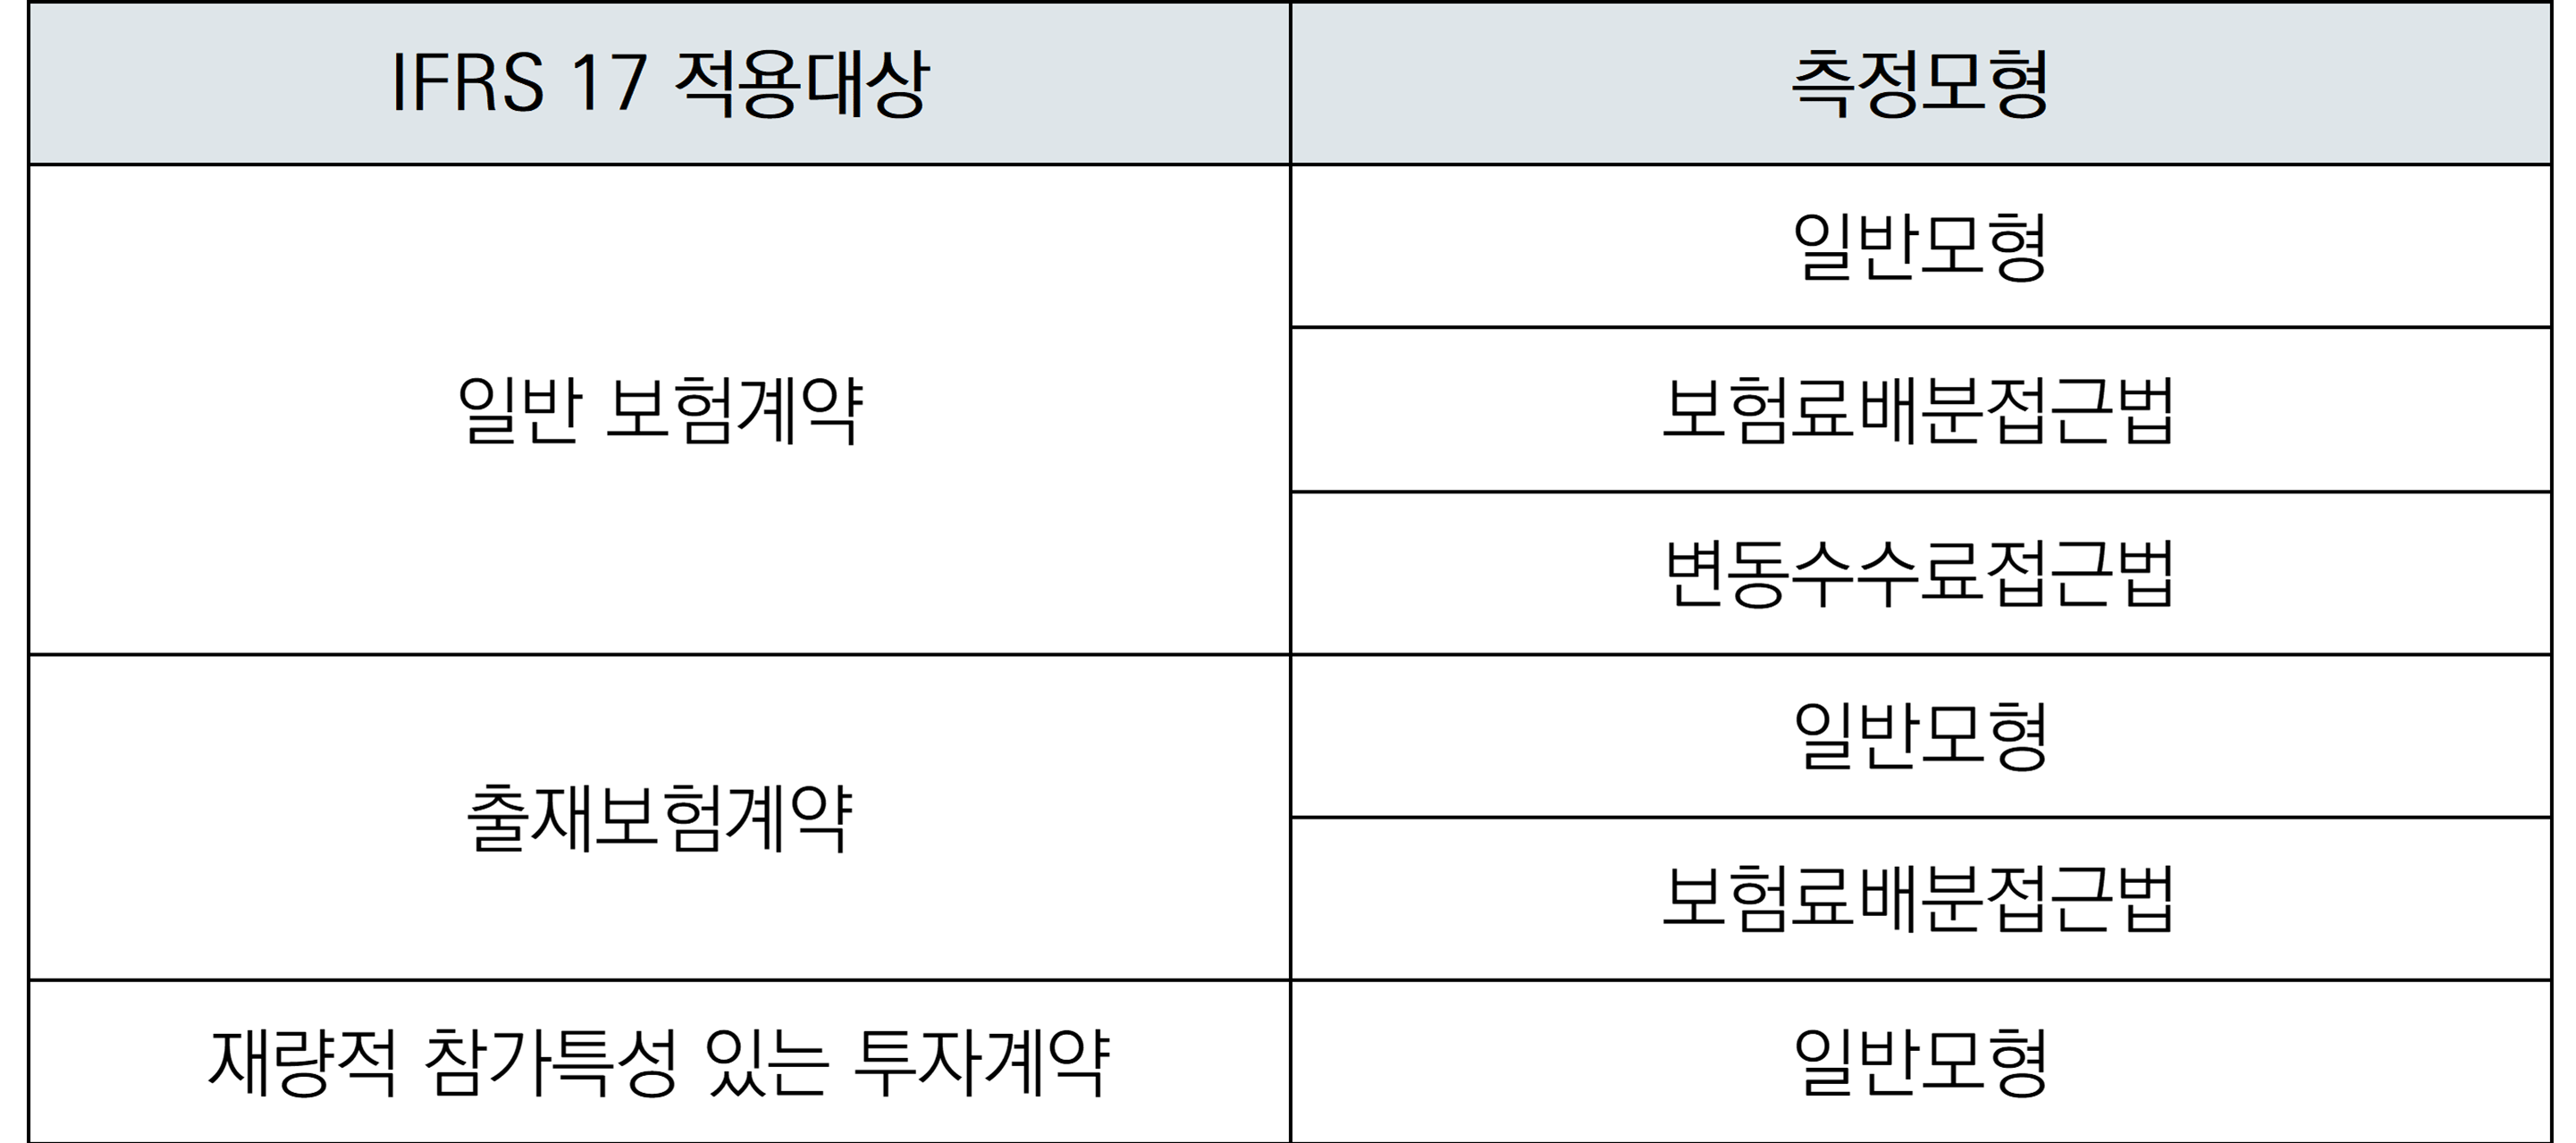 IFRS 17 적용대상
측정모형
일반 보험계약
일반모형
보험료배분접근법
변동수수료접근법
출재보험계약
일반모형
보험료배분접근법
재량적 참가특성 있는 투자계약
일반모형